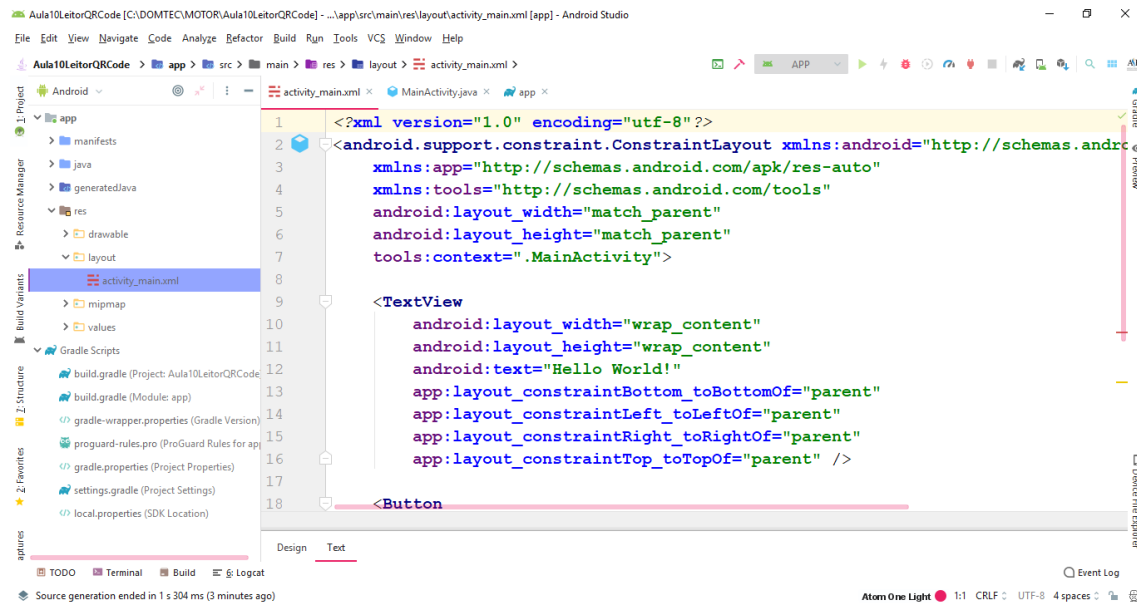 Aula10LeitorQRCode [C:\DOMTEC\MOTOR\Aula10LeitorQRCode] - ...\app\src\main\res\layout\activity_main.xml [app] - Android Studio
File Edit View Navigate Code Analyze Refactor Build Run Tools VCS Window Help
Aula10LeitorQRCode app src main res layout activity_main.xml APP
1: Project
Resource Manager
Build Variants
7: Structure
2: Favorites
Android
app
manifests
java
generatedJava
res
drawable
layout
activity_main.xml
mipmap
values
Gradle Scripts
build.gradle (Project: Aula10LeitorQRCode
build.gradle (Module: app)
gradle-wrapper.properties (Gradle Version)
proguard-rules.pro (ProGuard Rules for app
gradle.properties (Project Properties)
settings.gradle (Project Settings)
local.properties (SDK Location)
activity_main.xml MainActivity.java app
1 <?xml version="1.0" encoding="utf-8"?>
2 <android.support.constraint.ConstraintLayout xmlns:android="http://schemas.andro
3 xmlns:app="http://schemas.android.com/apk/res-auto"
4 xmlns:tools="http://schemas.android.com/tools"
5 android:layout_width="match_parent"
6 android:layout_height="match_parent"
7 tools:context=".MainActivity">
8
9 <TextView
10 android:layout_width="wrap_content"
11 android:layout_height="wrap_content"
12 android:text="Hello World!"
13 app:layout_constraintBottom_toBottomOf="parent"
14 app:layout_constraintLeft_toLeftOf="parent"
15 app:layout_constraintRight_toRightOf="parent"
16 app:layout_constraintTop_toTopOf="parent" />
17
18 <Button
Design Text
TODO Terminal Build 6: Logcat Event Log
Source generation ended in 1 s 304 ms (3 minutes ago) Atom One Light 1:1 CRLF UTF-8 4 spaces